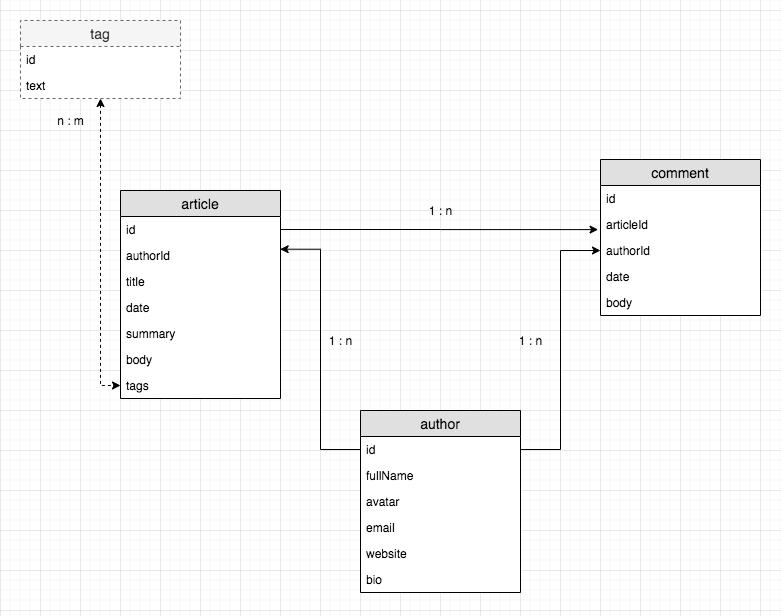 tag
id
text
n : m
article
id
authorId
title
date
summary
body
tags
1 : n
comment
id
articleId
authorId
date
body
1 : n
1 : n
author
id
fullName
avatar
email
website
bio